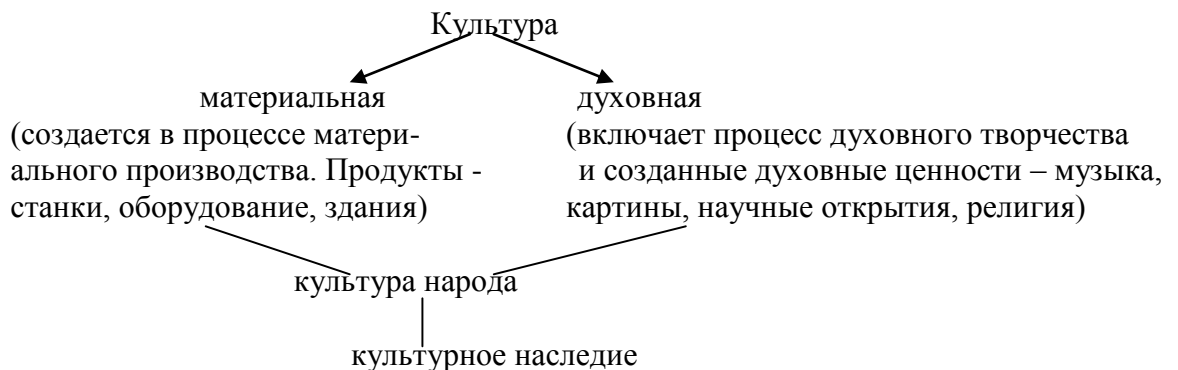 Культура
материальная духовная
(создается в процессе матери- (включает процесс духовного творчества
ального производства. Продукты - и созданные духовные ценности – музыка,
станки, оборудование, здания) картины, научные открытия, религия)
культура народа
культурное наследие